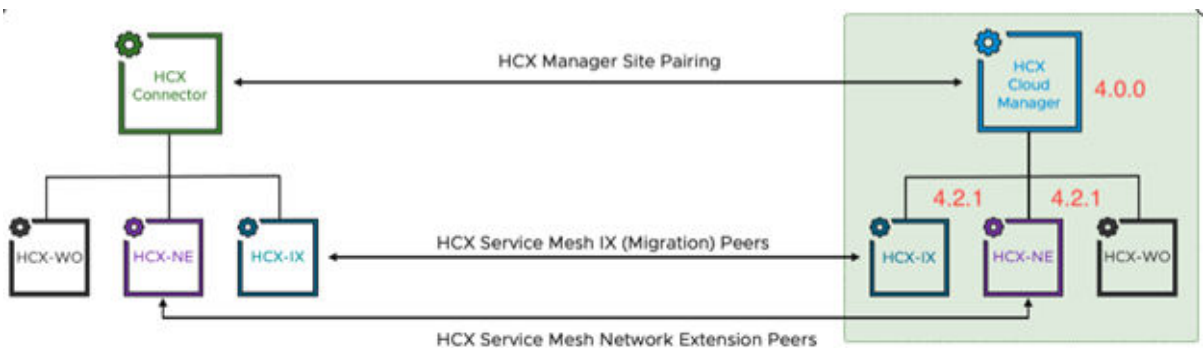 HCX Manager Site Pairing
HCX
Connector
HCX
Cloud
Manager
4.0.0
4.2.1
4.2.1
HCX-WO
HCX-NE
HCX-IX
HCX Service Mesh IX (Migration) Peers
HCX-IX
HCX-NE
HCX-WO
HCX Service Mesh Network Extension Peers